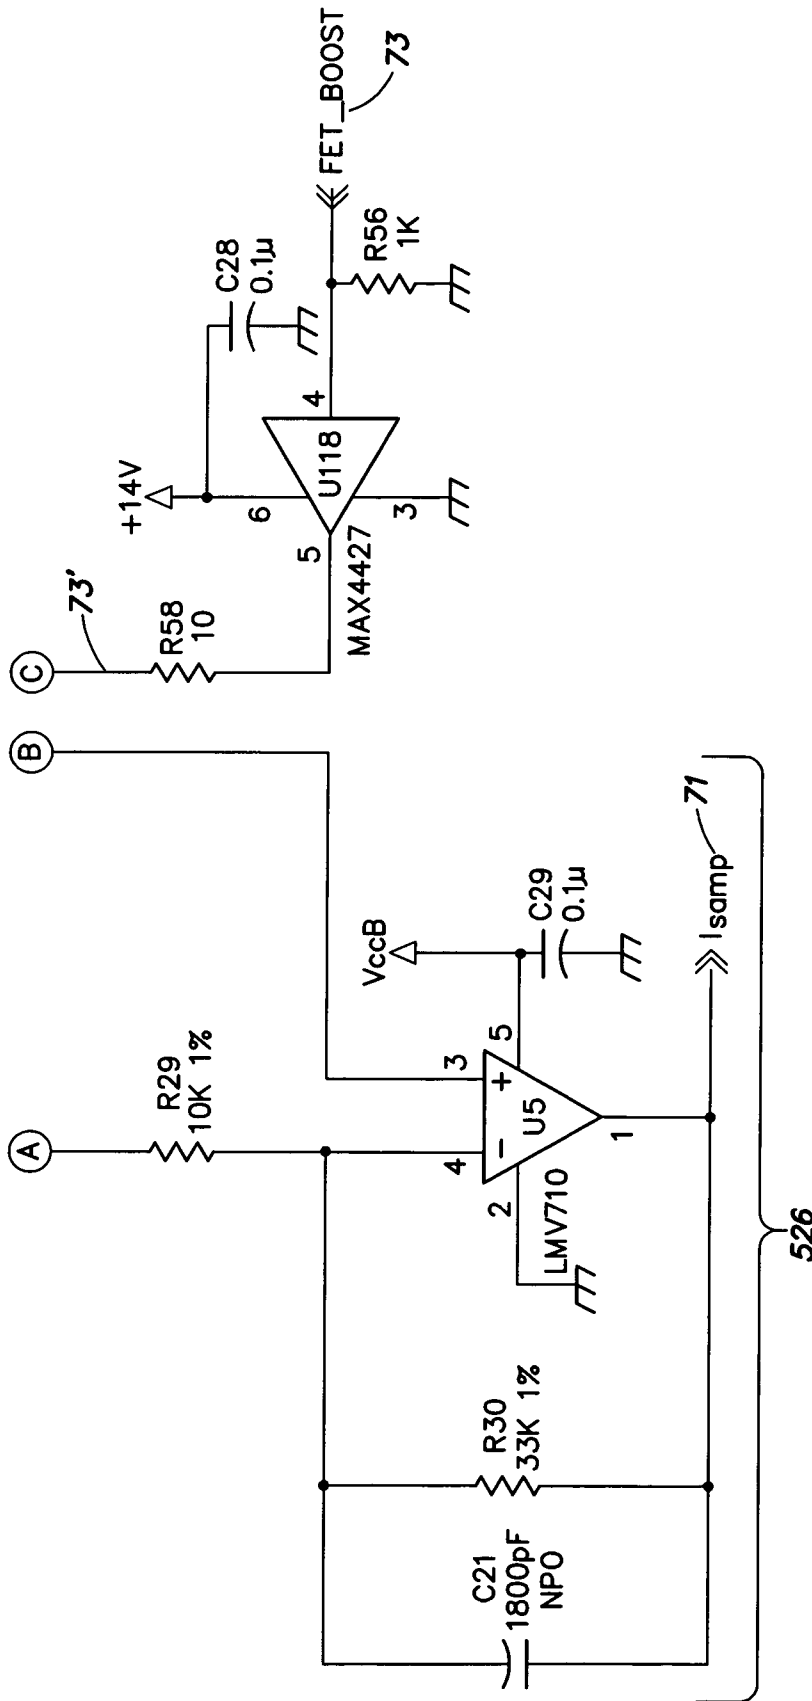 C
73'
R58
10
+14V
C28
0.1µ
6
5
U118
4
3
MAX4427
FET_BOOST
73
R56
1K
B
A
R29
10K 1%
VccB
C29
0.1µ
3
5
+
U5
−
4
2
1
LMV710
Isamp
71
R30
33K 1%
C21
1800pF
NPO
526